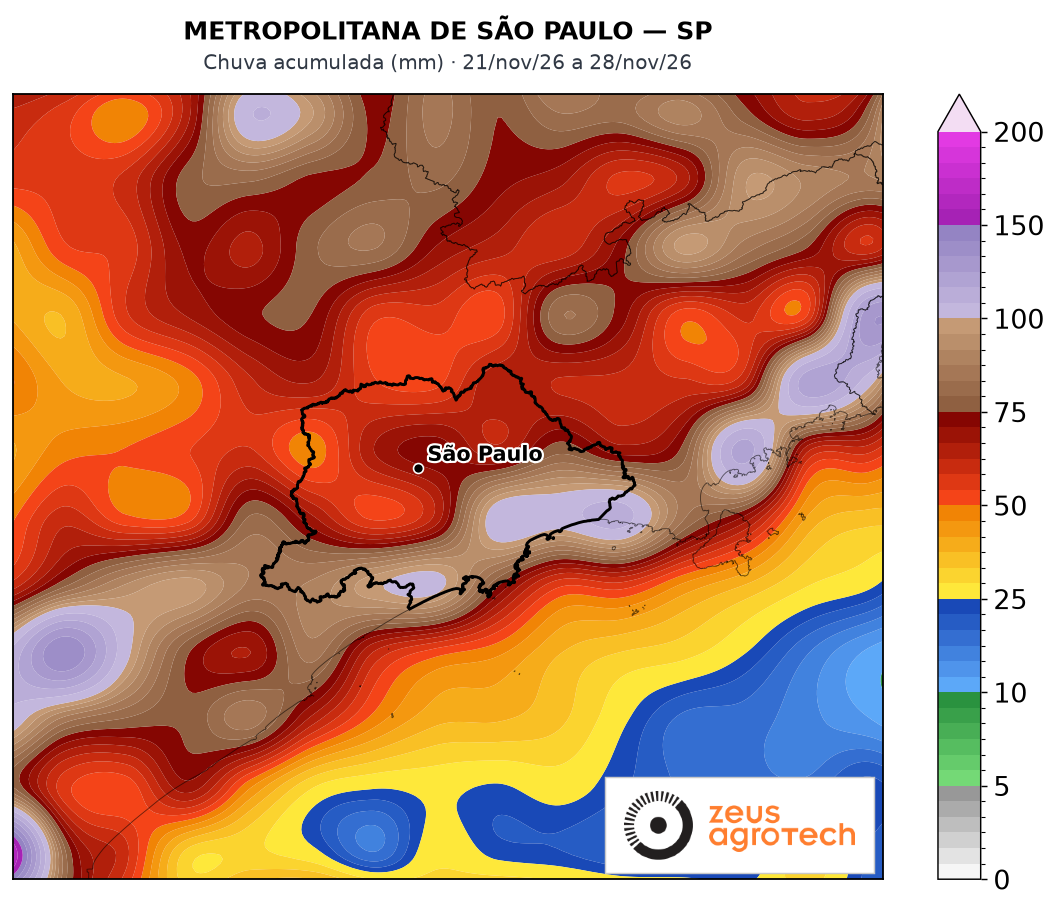 METROPOLITANA DE SÃO PAULO — SP
Chuva acumulada (mm) · 21/nov/26 a 28/nov/26
São Paulo
200
150
100
75
50
25
10
5
0
zeus
agrotech